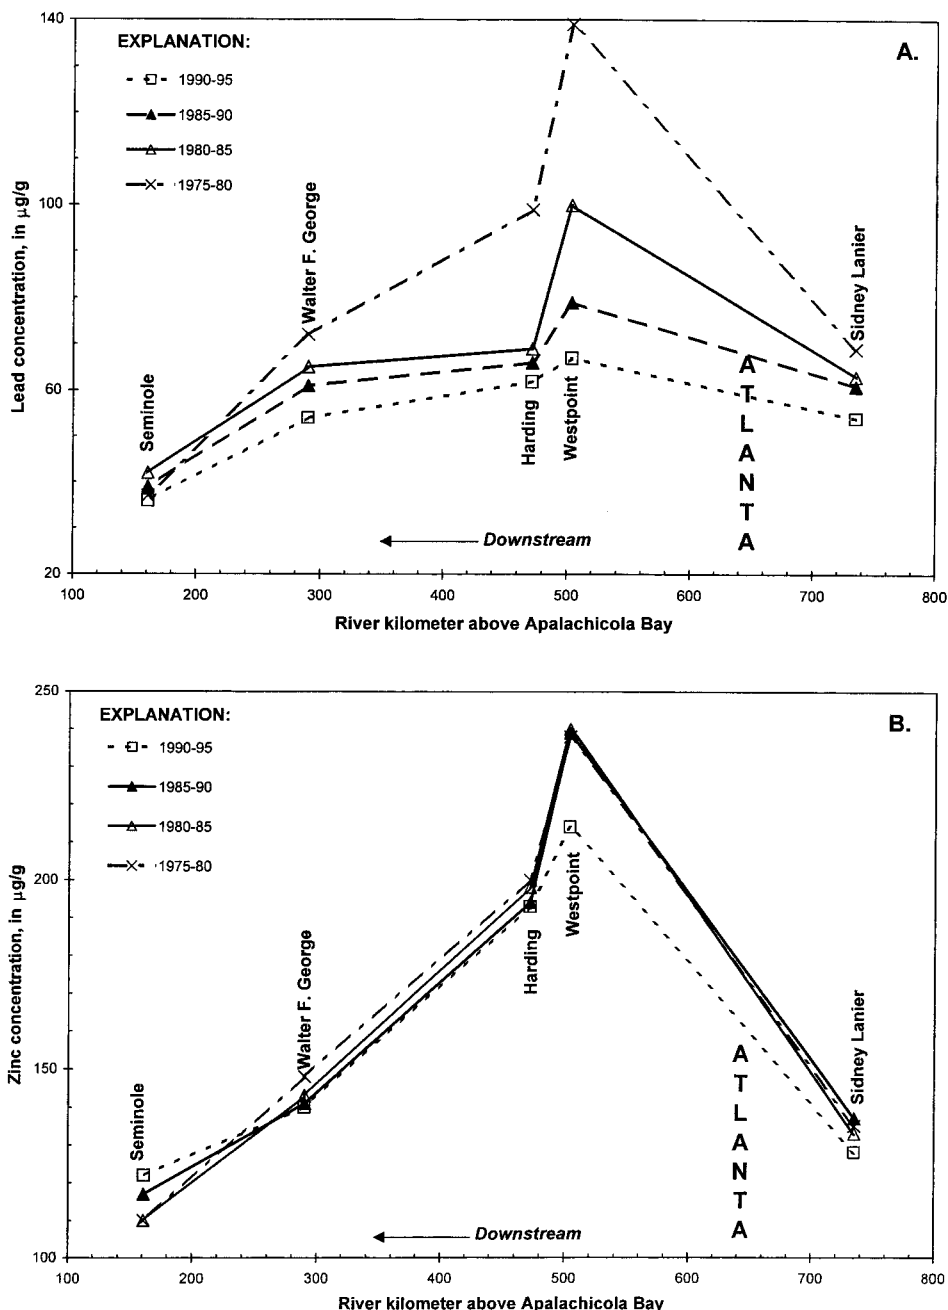 A.
EXPLANATION:
1990-95
1985-90
1980-85
1975-80
140
100
60
20
Lead concentration, in µg/g
Seminole
Walter F. George
Harding
Westpoint
ATLANTA
Sidney Lanier
Downstream
100 200 300 400 500 600 700 800
River kilometer above Apalachicola Bay
B.
EXPLANATION:
1990-95
1985-90
1980-85
1975-80
250
200
150
100
Zinc concentration, in µg/g
Seminole
Walter F. George
Harding
Westpoint
ATLANTA
Sidney Lanier
Downstream
100 200 300 400 500 600 700 800
River kilometer above Apalachicola Bay